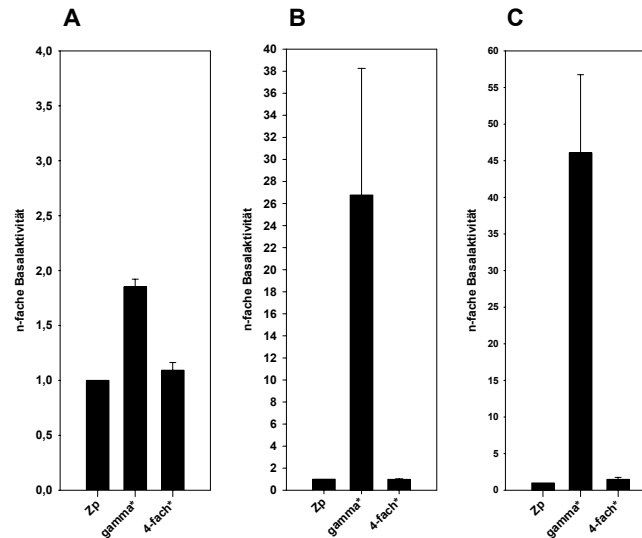 A
n-fache Basalaktivität
4,0
3,5
3,0
2,5
2,0
1,5
1,0
0,5
0,0
Zp
gamma*
4-fach*
B
n-fache Basalaktivität
40
38
36
34
32
30
28
26
24
22
20
18
16
14
12
10
8
6
4
2
0
Zp
gamma*
4-fach*
C
n-fache Basalaktivität
60
55
50
45
40
35
30
25
20
15
10
5
0
Zp
gamma*
4-fach*